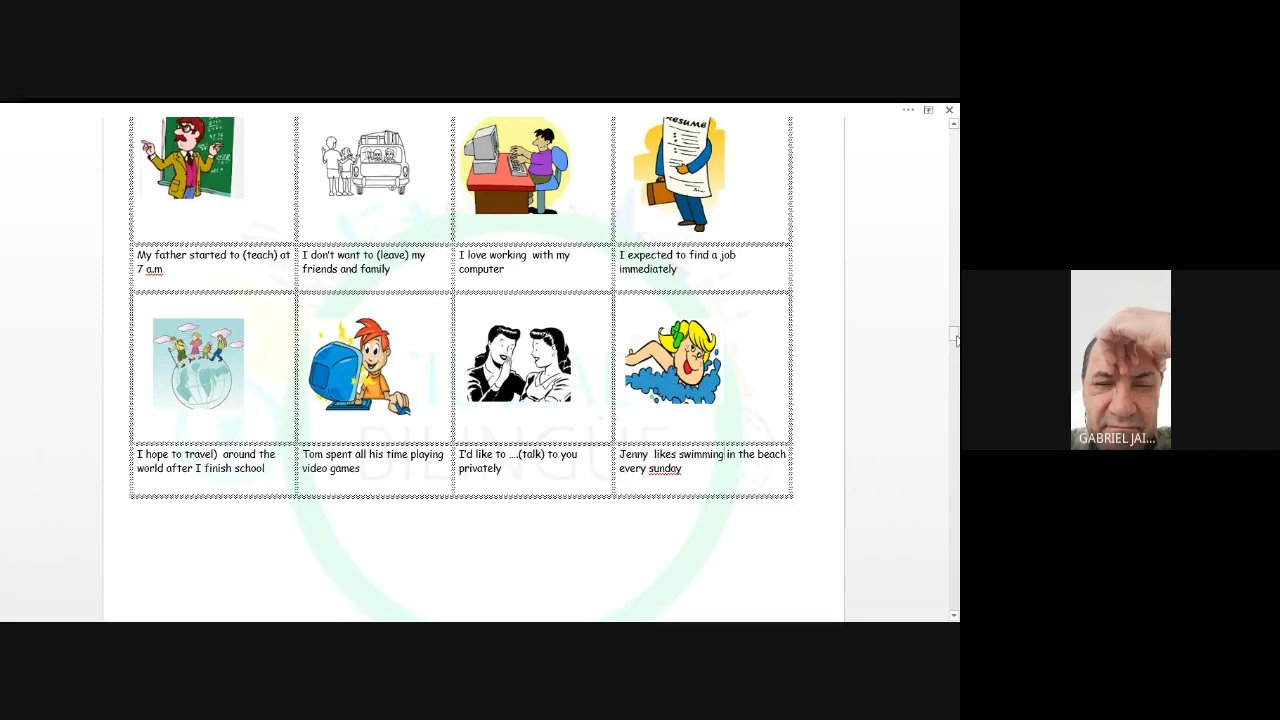 RESUME
My father started to (teach) at
7 a.m
I don't want to (leave) my
friends and family
I love working  with my
computer
I expected to find a job
immediately
I hope to travel)  around the
world after I finish school
Tom spent all his time playing
video games
I'd like to ....(talk) to you
privately
Jenny  likes swimming in the beach
every sunday
BILINGÜE
GABRIEL JAI...